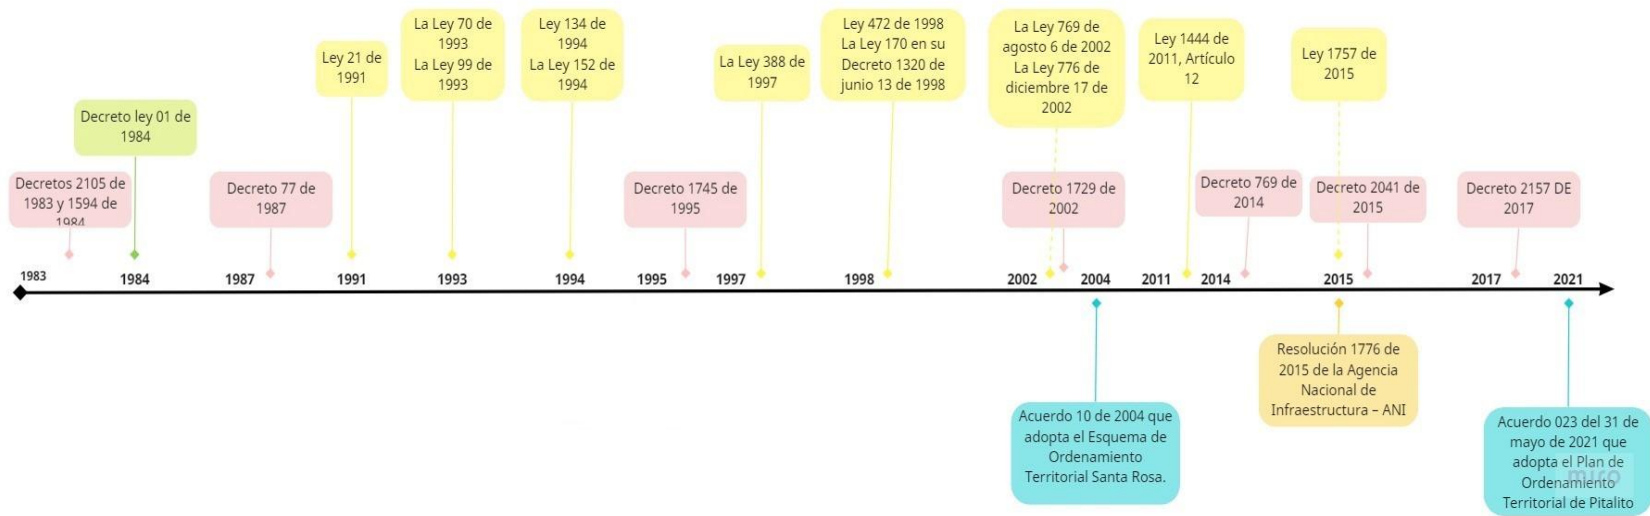 Decretos 2105 de
1983 y 1594 de
1984
Decreto ley 01 de
1984
Decreto 77 de
1987
Ley 21 de
1991
La Ley 70 de
1993
La Ley 99 de
1993
Ley 134 de
1994
La Ley 152 de
1994
Decreto 1745 de
1995
La Ley 388 de
1997
Ley 472 de 1998
La Ley 170 en su
Decreto 1320 de
junio 13 de 1998
La Ley 769 de
agosto 6 de 2002
La Ley 776 de
diciembre 17 de
2002
Decreto 1729 de
2002
Ley 1444 de
2011, Artículo
12
Decreto 769 de
2014
Ley 1757 de
2015
Decreto 2041 de
2015
Decreto 2157 DE
2017
1983
1984
1987
1991
1993
1994
1995
1997
1998
2002
2004
2011
2014
2015
2017
2021
Acuerdo 10 de 2004 que
adopta el Esquema de
Ordenamiento
Territorial Santa Rosa.
Resolución 1776 de
2015 de la Agencia
Nacional de
Infraestructura – ANI
Acuerdo 023 del 31 de
mayo de 2021 que
adopta el Plan de
Ordenamiento
Territorial de Pitalito
miro